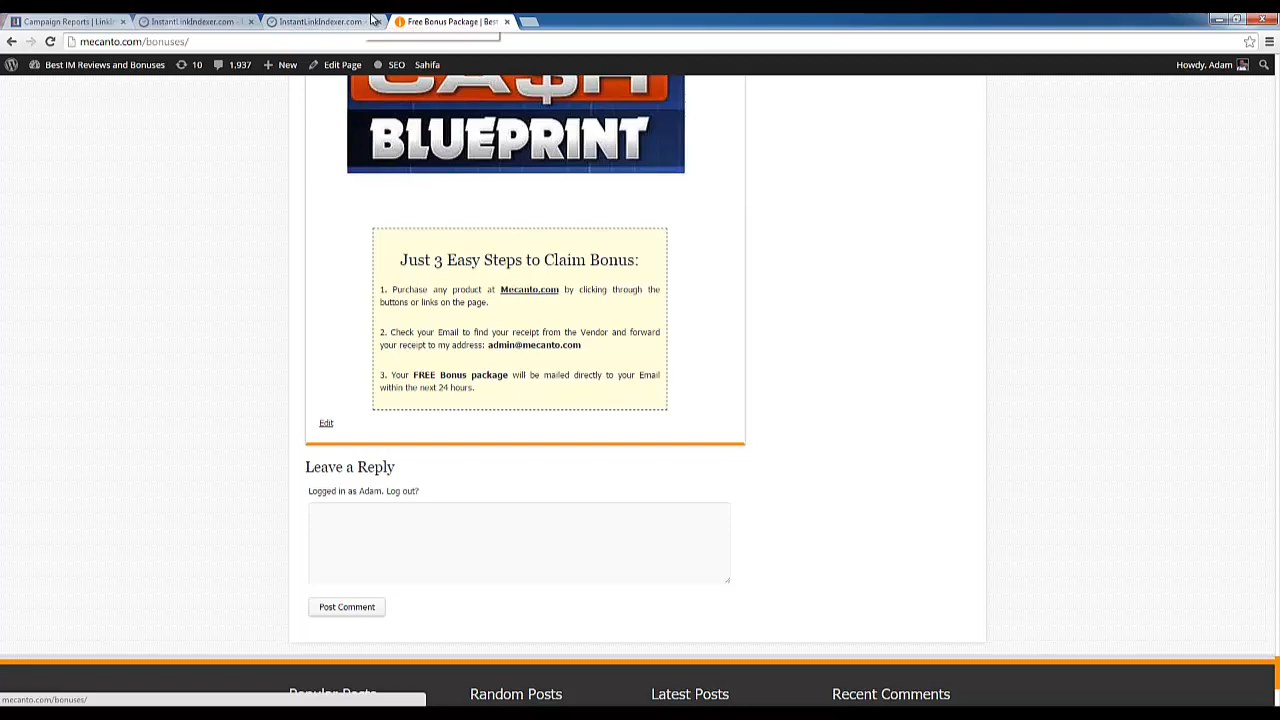 Campaign Reports | Linkl
InstantLinkIndexer.com
InstantLinkIndexer.com
Free Bonus Package | Best
mecanto.com/bonuses/
Best IM Reviews and Bonuses 10 1,937 + New Edit Page SEO Sahifa
Howdy, Adam
CA$H
BLUEPRINT
Just 3 Easy Steps to Claim Bonus:
1. Purchase any product at Mecanto.com by clicking through the
buttons or links on the page.
2. Check your Email to find your receipt from the Vendor and forward
your receipt to my address: admin@mecanto.com
3. Your FREE Bonus package will be mailed directly to your Email
within the next 24 hours.
Edit
Leave a Reply
Logged in as Adam. Log out?
Post Comment
Popular Posts
Random Posts
Latest Posts
Recent Comments
mecanto.com/bonuses/